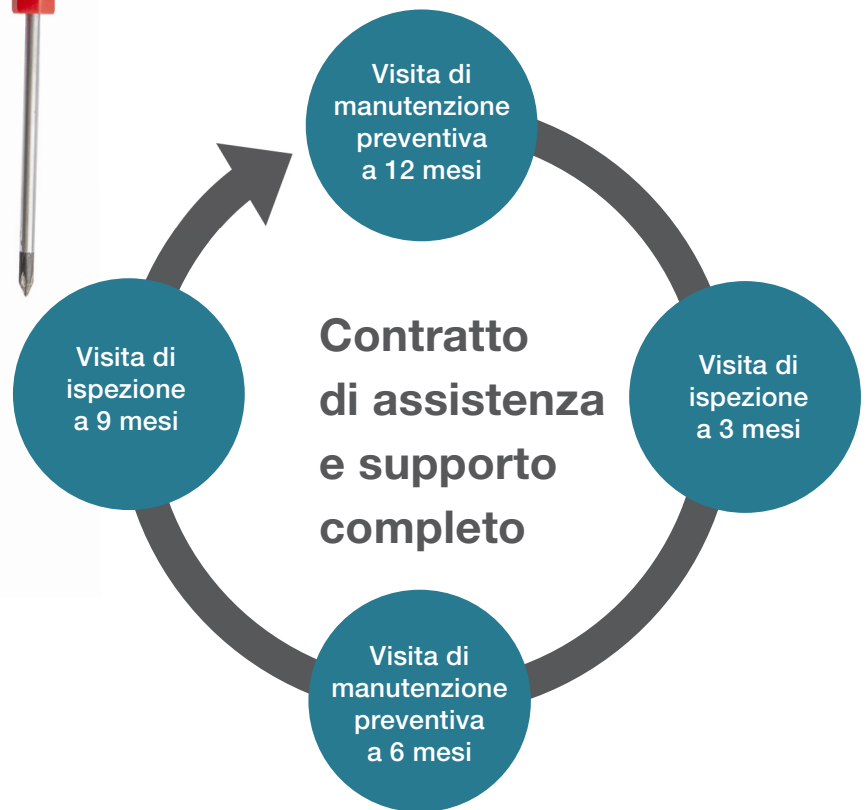 Visita di
manutenzione
preventiva
a 12 mesi
Contratto
di assistenza
e supporto
completo
Visita di
ispezione
a 9 mesi
Visita di
ispezione
a 3 mesi
Visita di
manutenzione
preventiva
a 6 mesi